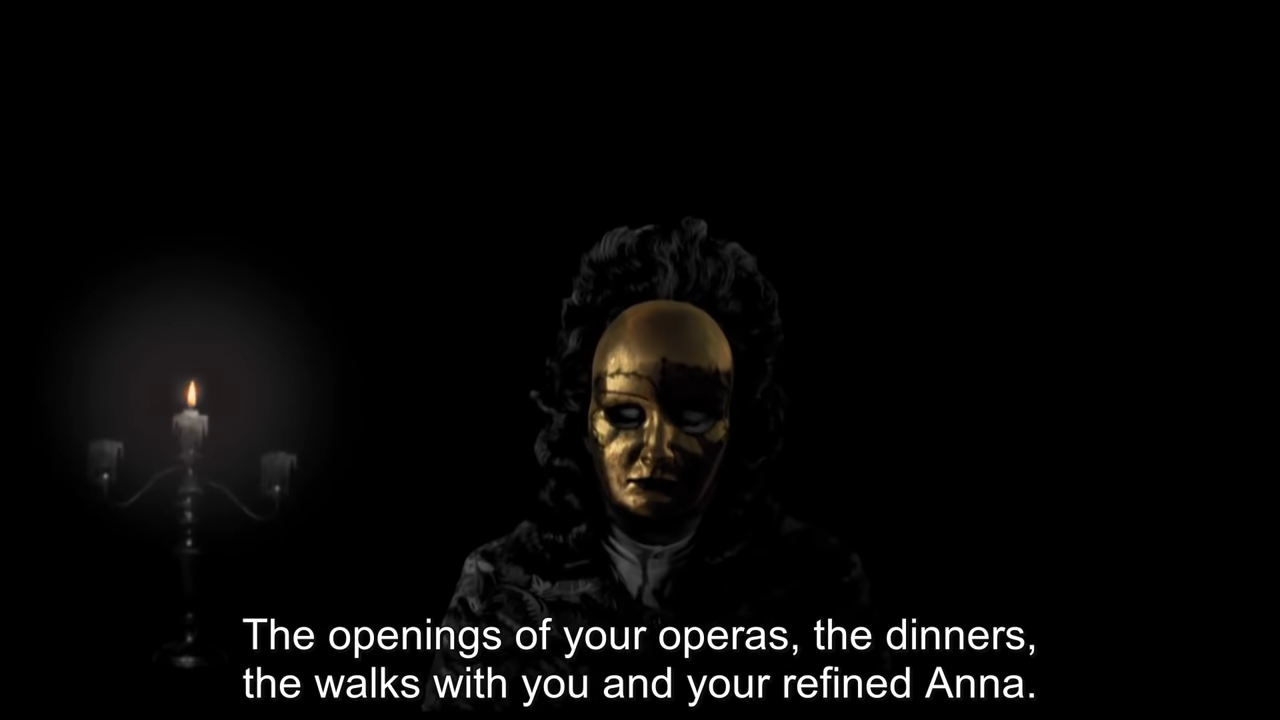 The openings of your operas, the dinners,
the walks with you and your refined Anna.